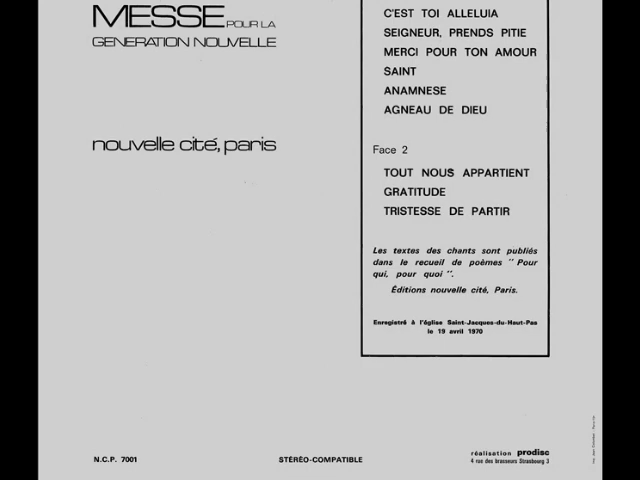 MESSE POUR LA
GENERATION NOUVELLE
nouvelle cité, paris
C'EST TOI ALLELUIA
SEIGNEUR, PRENDS PITIE
MERCI POUR TON AMOUR
SAINT
ANAMNESE
AGNEAU DE DIEU
Face 2
TOUT NOUS APPARTIENT
GRATITUDE
TRISTESSE DE PARTIR
Les textes des chants sont publiés
dans le recueil de poèmes " Pour
qui, pour quoi ".
Éditions nouvelle cité, Paris.
Enregistré à l'église Saint-Jacques-du-Haut-Pas
le 19 avril 1970
N.C.P. 7001
STÉRÉO-COMPATIBLE
réalisation prodisc
4 rue des brasseurs Strasbourg 3